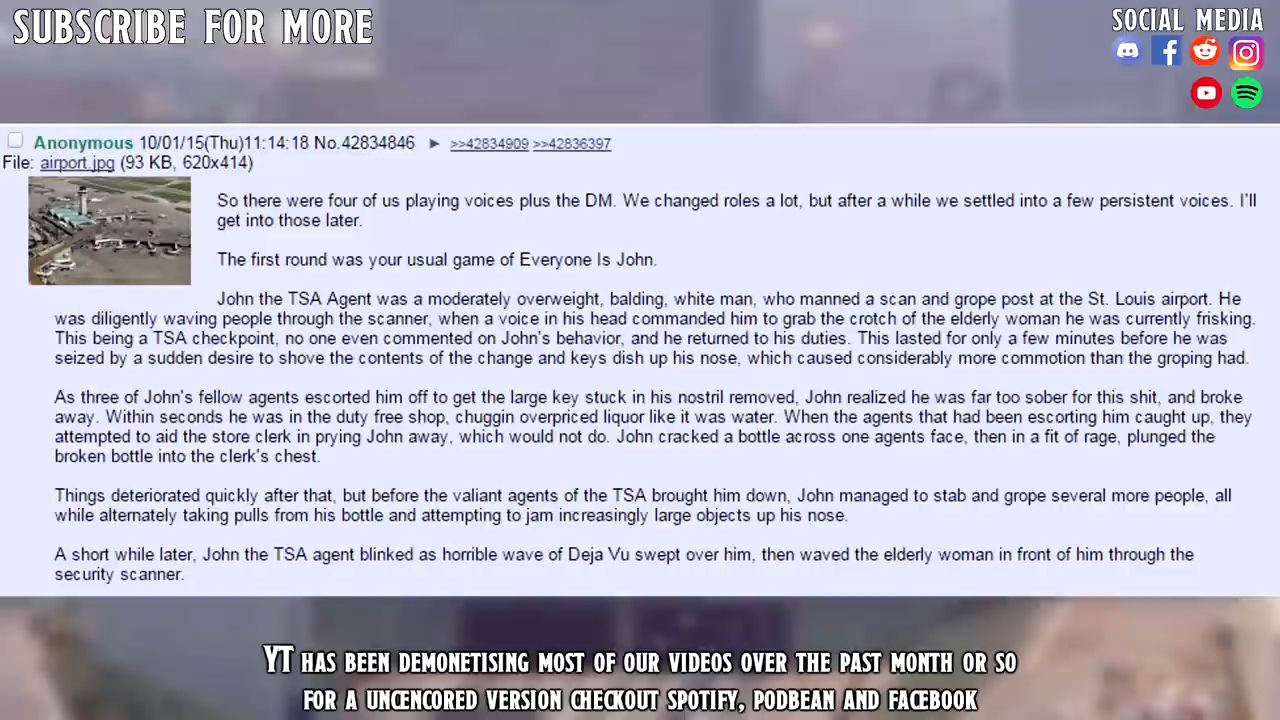 SUBSCRIBE FOR MORE
SOCIAL MEDIA
Anonymous 10/01/15(Thu)11:14:18 No.42834846 ▶ >>42834909 >>42836397
File: airport.jpg (93 KB, 620x414)
So there were four of us playing voices plus the DM. We changed roles a lot, but after a while we settled into a few persistent voices. I'll
get into those later.
The first round was your usual game of Everyone Is John.
John the TSA Agent was a moderately overweight, balding, white man, who manned a scan and grope post at the St. Louis airport. He
was diligently waving people through the scanner, when a voice in his head commanded him to grab the crotch of the elderly woman he was currently frisking.
This being a TSA checkpoint, no one even commented on John's behavior, and he returned to his duties. This lasted for only a few minutes before he was
seized by a sudden desire to shove the contents of the change and keys dish up his nose, which caused considerably more commotion than the groping had.
As three of John's fellow agents escorted him off to get the large key stuck in his nostril removed, John realized he was far too sober for this shit, and broke
away. Within seconds he was in the duty free shop, chuggin overpriced liquor like it was water. When the agents that had been escorting him caught up, they
attempted to aid the store clerk in prying John away, which would not do. John cracked a bottle across one agents face, then in a fit of rage, plunged the
broken bottle into the clerk's chest.
Things deteriorated quickly after that, but before the valiant agents of the TSA brought him down, John managed to stab and grope several more people, all
while alternately taking pulls from his bottle and attempting to jam increasingly large objects up his nose.
A short while later, John the TSA agent blinked as horrible wave of Deja Vu swept over him, then waved the elderly woman in front of him through the
security scanner.
YT HAS BEEN DEMONETISING MOST OF OUR VIDEOS OVER THE PAST MONTH OR SO
FOR A UNCENCORED VERSION CHECKOUT SPOTIFY, PODBEAN AND FACEBOOK